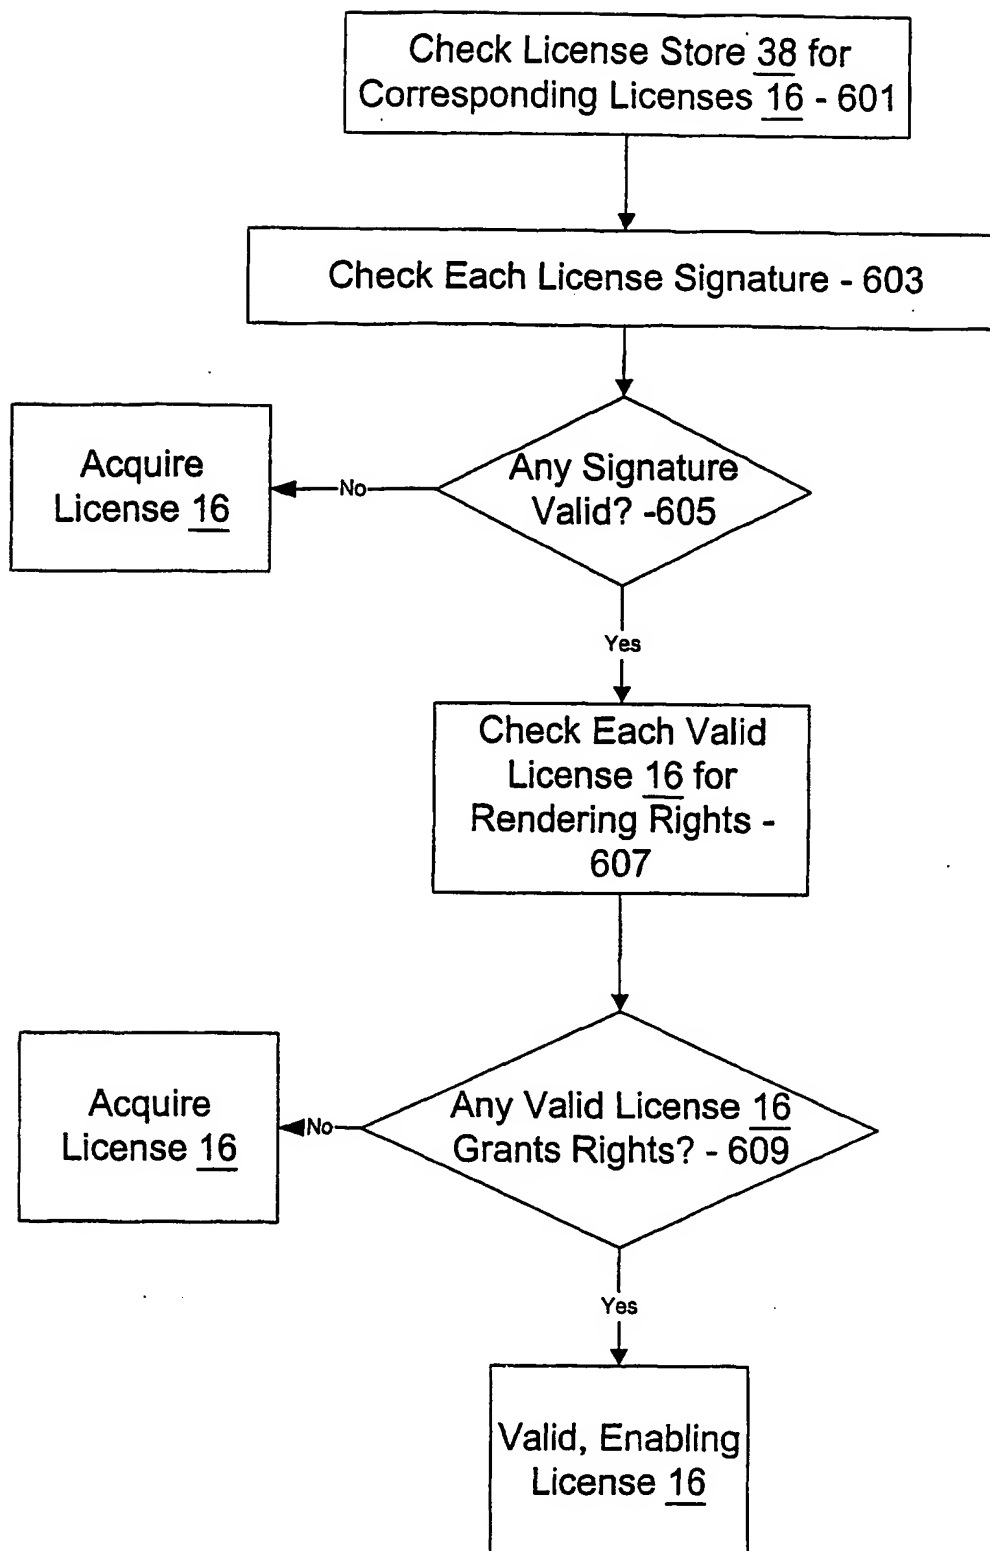 Check License Store 38 for
Corresponding Licenses 16 - 601
Check Each License Signature - 603
Any Signature
Valid? -605
No
Acquire
License 16
Yes
Check Each Valid
License 16 for
Rendering Rights -
607
Any Valid License 16
Grants Rights? - 609
No
Acquire
License 16
Yes
Valid, Enabling
License 16